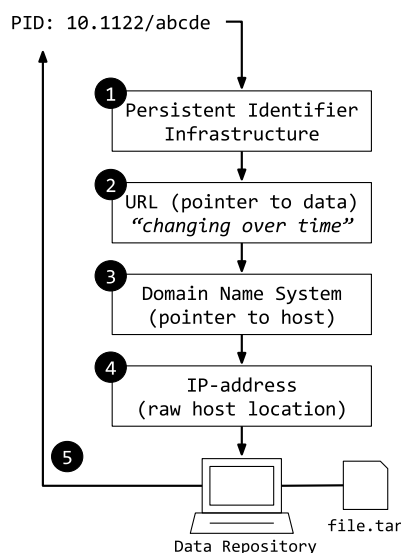 PID: 10.1122/abcde
1
Persistent Identifier
Infrastructure
2
URL (pointer to data)
“changing over time”
3
Domain Name System
(pointer to host)
4
IP-address
(raw host location)
5
file.tar
Data Repository